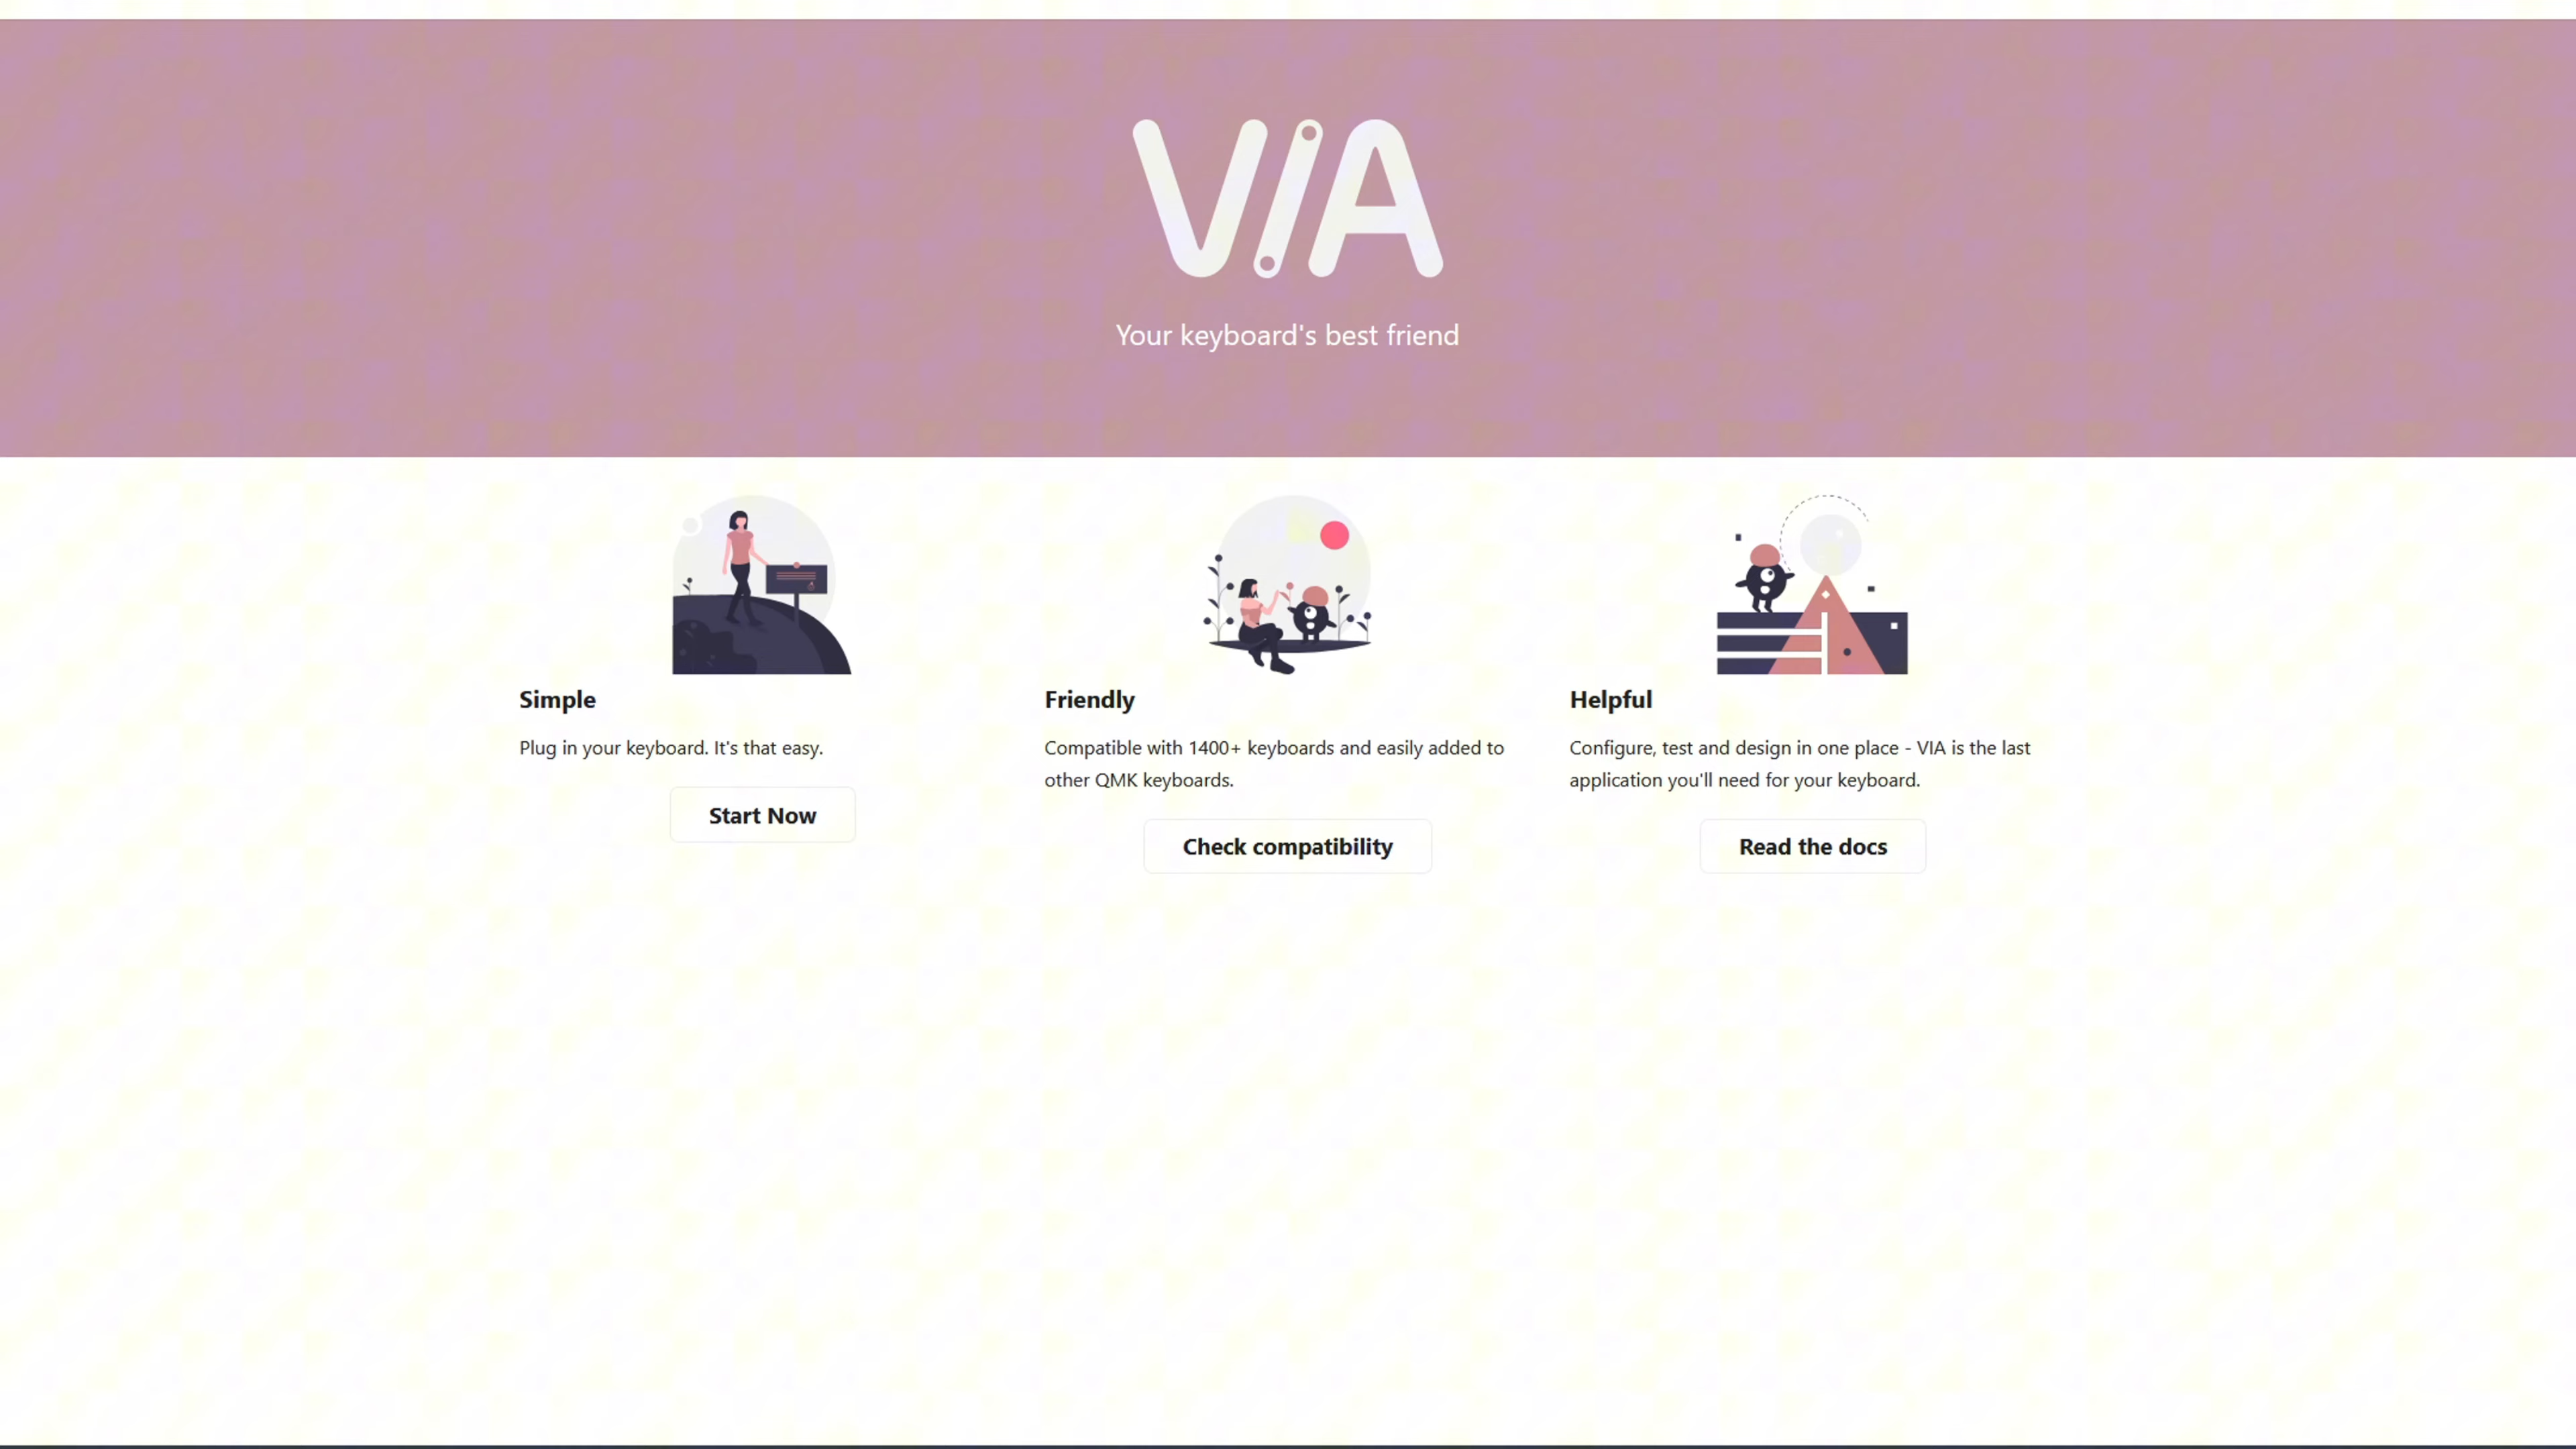 VIA
Your keyboard's best friend
Simple
Plug in your keyboard. It's that easy.
Start Now
Friendly
Compatible with 1400+ keyboards and easily added to
other QMK keyboards.
Check compatibility
Helpful
Configure, test and design in one place - VIA is the last
application you'll need for your keyboard.
Read the docs